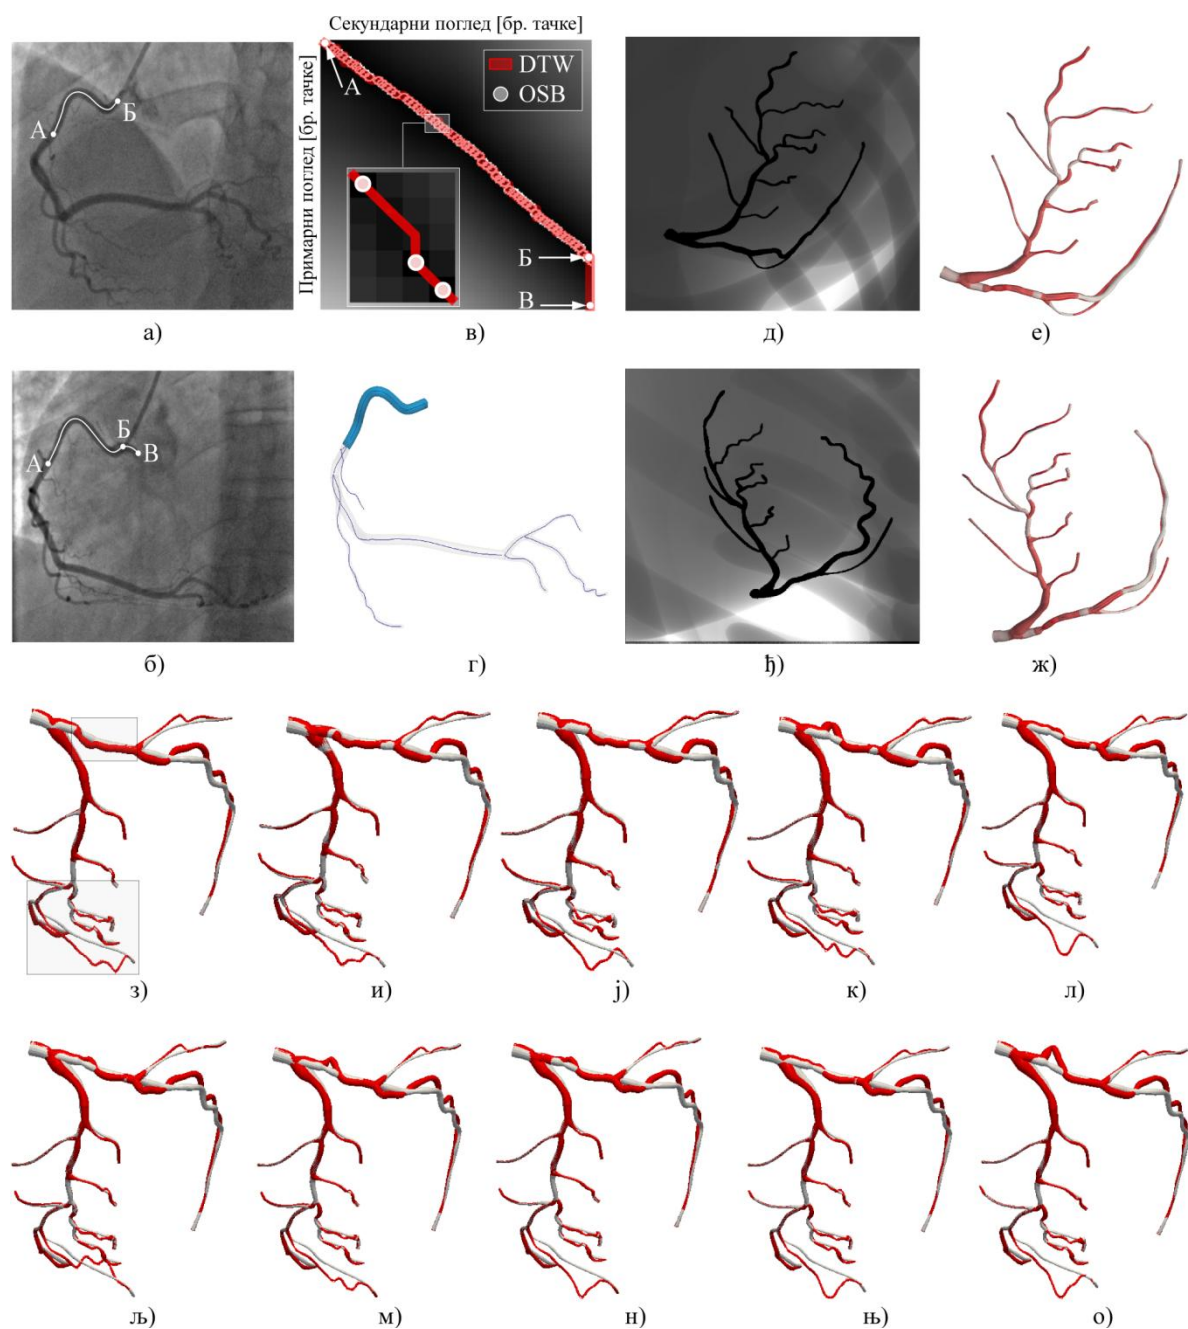 Секундарни поглед [бр. тачке]
Примарни поглед [бр. тачке]
А
Б
А
DTW
OSB
Б
В
а)
в)
д)
е)
А
Б
В
б)
г)
ђ)
ж)
з)
и)
ј)
к)
л)
љ)
м)
н)
њ)
о)